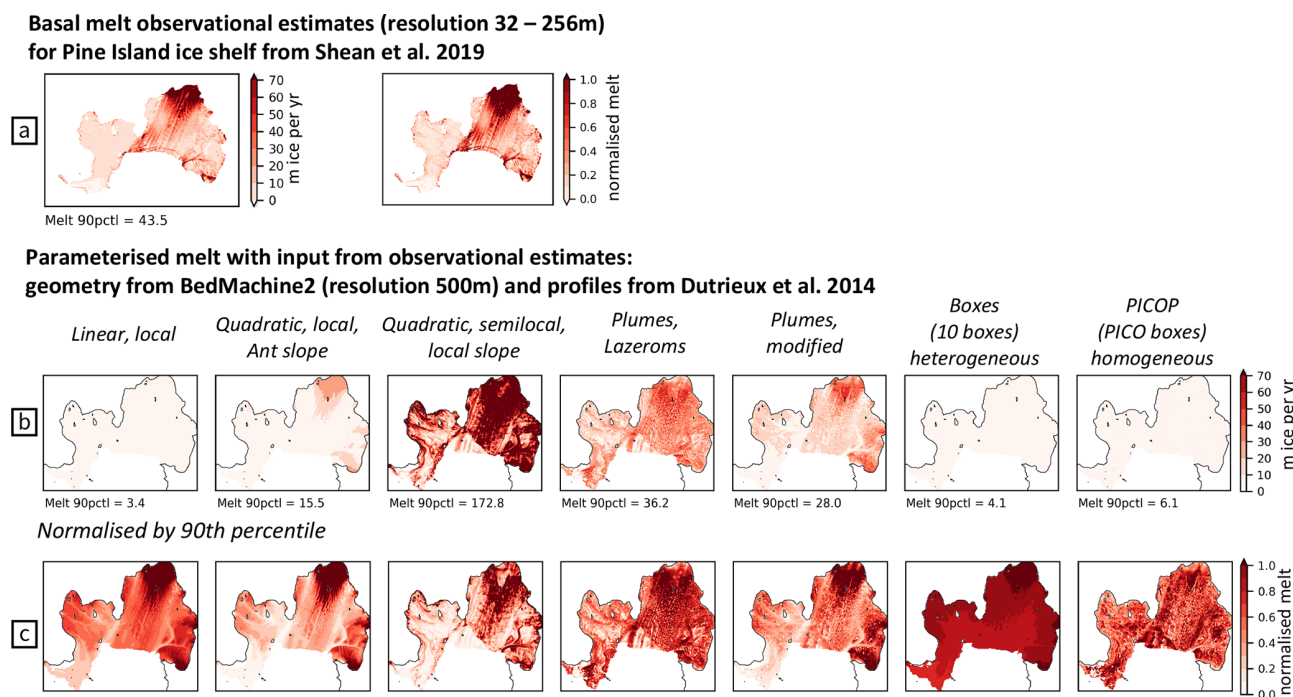 Basal melt observational estimates (resolution 32 – 256m)
for Pine Island ice shelf from Shean et al. 2019
a
70
60
50
40
30
20
10
0
m ice per yr
1.0
0.8
0.6
0.4
0.2
0.0
normalised melt
Melt 90pctl = 43.5
Parameterised melt with input from observational estimates:
geometry from BedMachine2 (resolution 500m) and profiles from Dutrieux et al. 2014
Linear, local
Quadratic, local,
Ant slope
Quadratic, semilocal,
local slope
Plumes,
Lazeroms
Plumes,
modified
Boxes
(10 boxes)
heterogeneous
PICOP
(PICO boxes)
homogeneous
b
70
60
50
40
30
20
10
0
m ice per yr
Melt 90pctl = 3.4
Melt 90pctl = 15.5
Melt 90pctl = 172.8
Melt 90pctl = 36.2
Melt 90pctl = 28.0
Melt 90pctl = 4.1
Melt 90pctl = 6.1
Normalised by 90th percentile
c
1.0
0.8
0.6
0.4
0.2
0.0
normalised melt